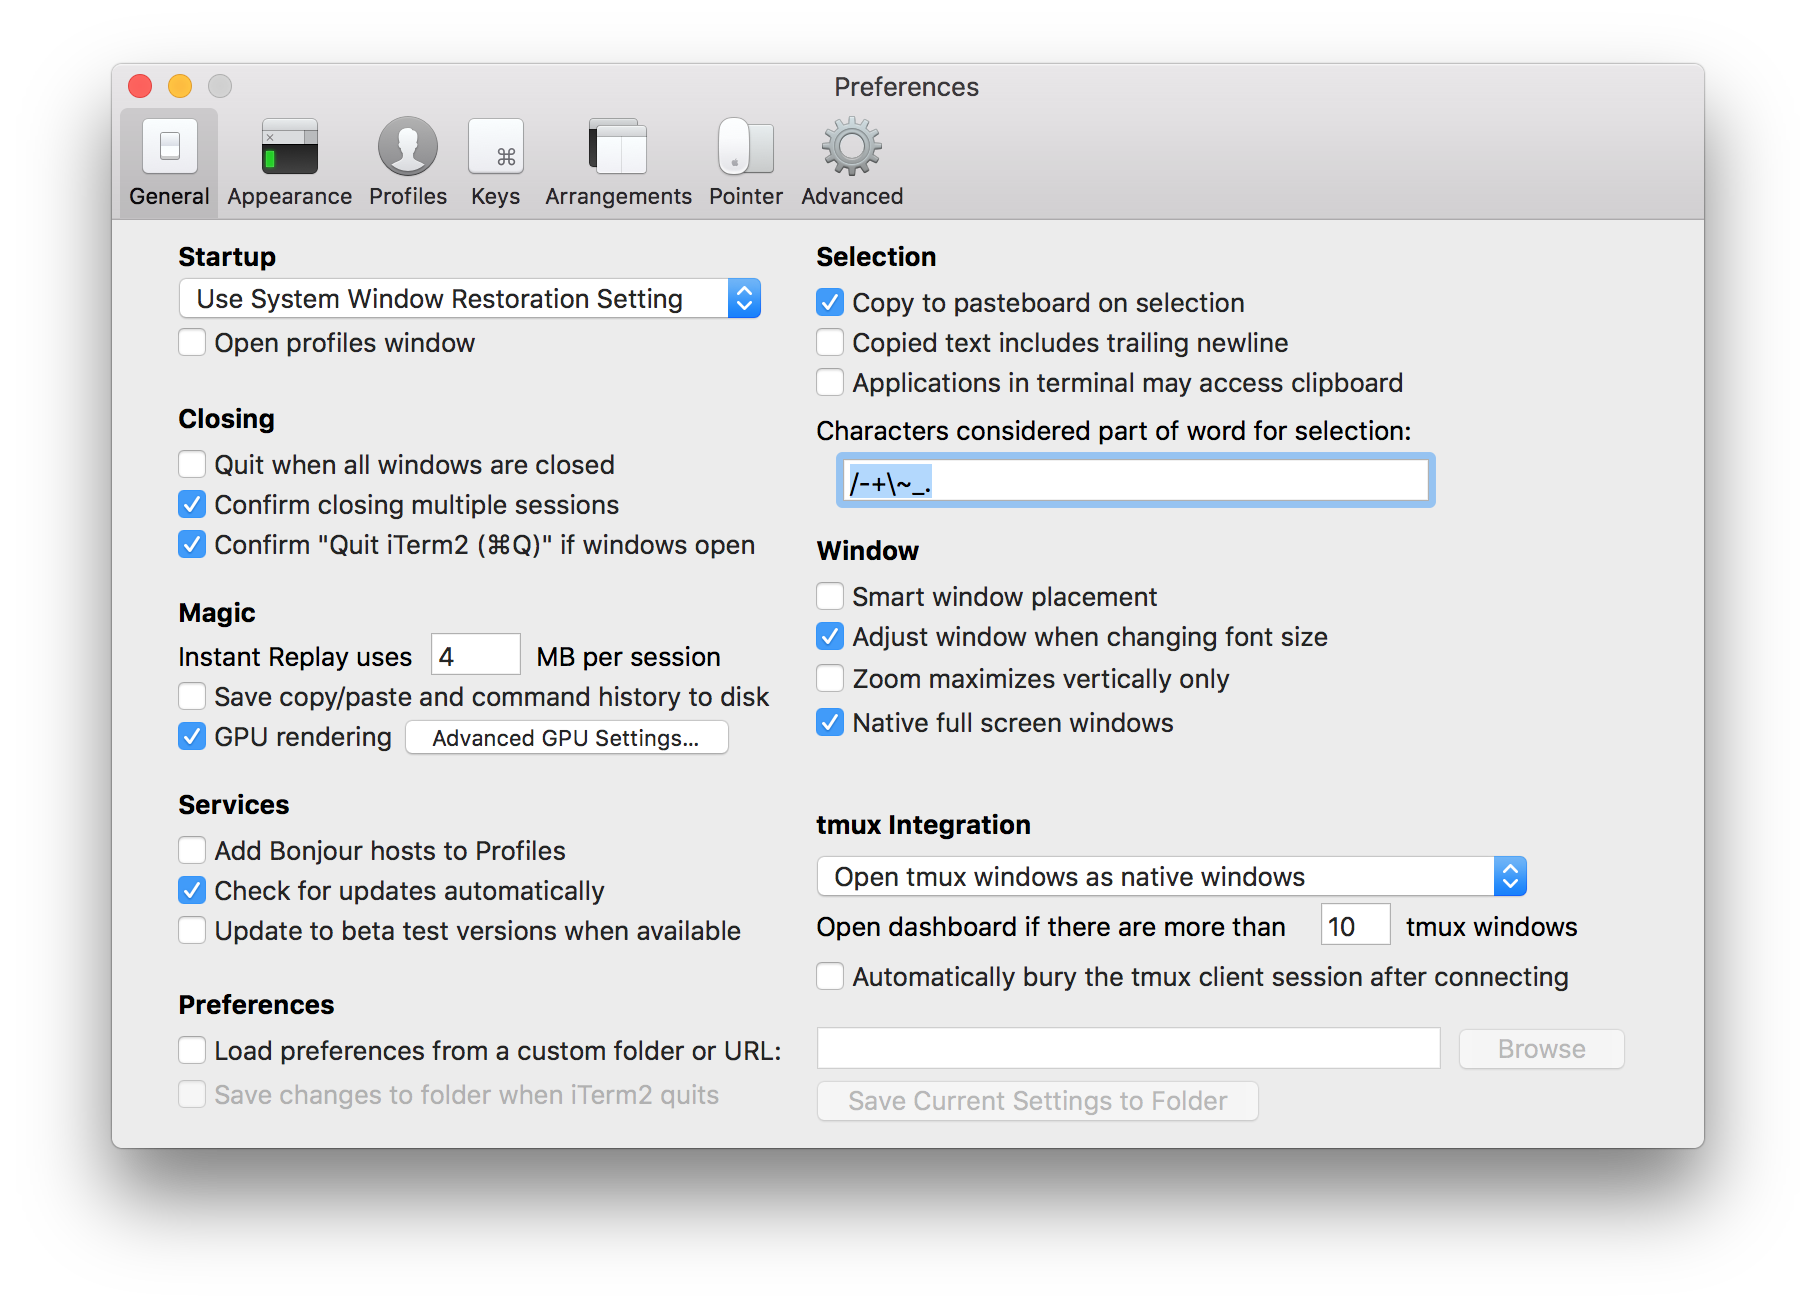 Preferences
General Appearance Profiles Keys Arrangements Pointer Advanced
Startup
Use System Window Restoration Setting
Open profiles window
Closing
Quit when all windows are closed
Confirm closing multiple sessions
Confirm "Quit iTerm2 (⌘Q)" if windows open
Magic
Instant Replay uses 4 MB per session
Save copy/paste and command history to disk
GPU rendering Advanced GPU Settings...
Services
Add Bonjour hosts to Profiles
Check for updates automatically
Update to beta test versions when available
Selection
Copy to pasteboard on selection
Copied text includes trailing newline
Applications in terminal may access clipboard
Characters considered part of word for selection:
/-+\~_.
Window
Smart window placement
Adjust window when changing font size
Zoom maximizes vertically only
Native full screen windows
tmux Integration
Open tmux windows as native windows
Open dashboard if there are more than 10 tmux windows
Automatically bury the tmux client session after connecting
Preferences
Load preferences from a custom folder or URL: Browse
Save changes to folder when iTerm2 quits Save Current Settings to Folder